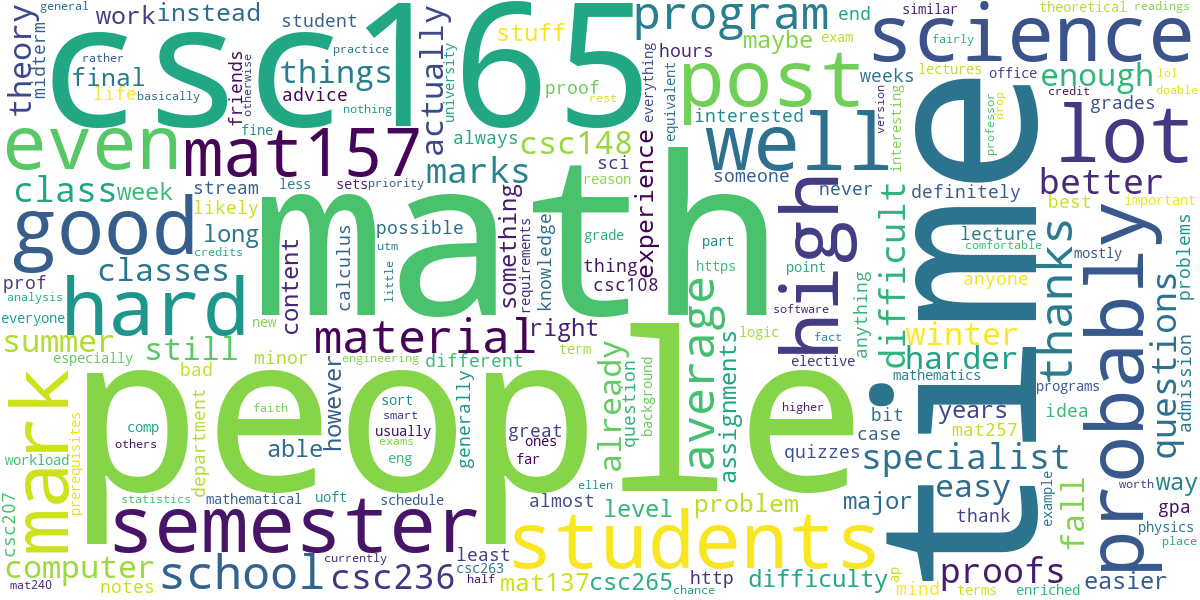 general
work
instead
student
program
science
similar
theoretical
readings
theory
midterm
csc165
rather
practice
things
stuff
maybe
end
exam
final
friends
otherwise
actually
university
hours
post
fairly
lol
life
basically
advice
nothing
proof
rest
everything
equivalent
weeks
lectures
office
enough
credit
doable
grades
even
mat157
fine
always
csc148
interested
well
version
interesting
time
professor
drop
lot
class
week
stream
less
sets
priority
marks
sci
reason
experience
someone
never
definitely
better
good
likely
credits
long
calculus
possible
utm
math
something
requirements
knowledge
grade
thing
csc108
part
https
point
high
difficult
lecture
comfortable
best
important
anyone
mostly
thanks
probably
problems
prof
analysis
everyone
classes
hard
content
little
new
material
right
term
logic
average
software
fact
anything
winter
harder
questions
admission
summer
especially
still
bad
minor
engineering
different
already
question
background
assignments
elective
mathematics
programs
mark
people
department
however
faith
sort
smart
usually
exams
eng
generally
great
ones
far
higher
bit
case
years
mat257
idea
comp
others
able
quizzes
specialist
workload
prerequisites
statistics
mathematical
uoft
schedule
almost
ellen
level
problem
major
easy
thank
example
fall
worth
way
gpa
physics
place
csc207
semester
students
computer
mat240
notes
school
currently
csc236
least
csc263
half
mat137
csc265
http
chance
difficulty
ap
mind
proofs
terms
enriched
easier